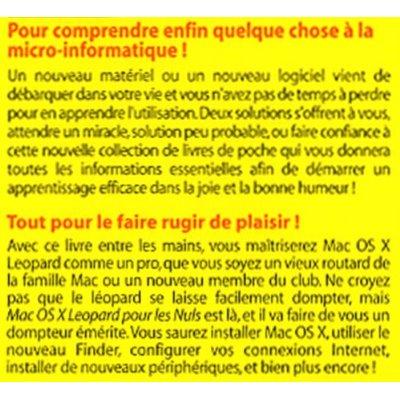 Pour comprendre enfin quelque chose à la
micro-informatique !
Un nouveau matériel ou un nouveau logiciel vient de
débarquer dans votre vie et vous n'avez pas de temps à perdre
pour en apprendre l'utilisation. Deux solutions s'offrent à vous,
attendre un miracle, solution peu probable, ou faire confiance à
cette nouvelle collection de livres de poche qui vous donnera
toutes les informations essentielles afin de démarrer un
apprentissage efficace dans la joie et la bonne humeur !
Tout pour le faire rugir de plaisir !
Avec ce livre entre les mains, vous maîtriserez Mac OS X
Leopard comme un pro, que vous soyez un vieux routard de
la famille Mac ou un nouveau membre du club. Ne croyez
pas que le léopard se laisse facilement dompter, mais
Mac OS X Leopard pour les Nuls est là, et il va faire de vous un
dompteur émérite. Vous saurez installer Mac OS X, utiliser le
nouveau Finder, configurer vos connexions Internet,
installer de nouveaux périphériques, et bien plus encore !